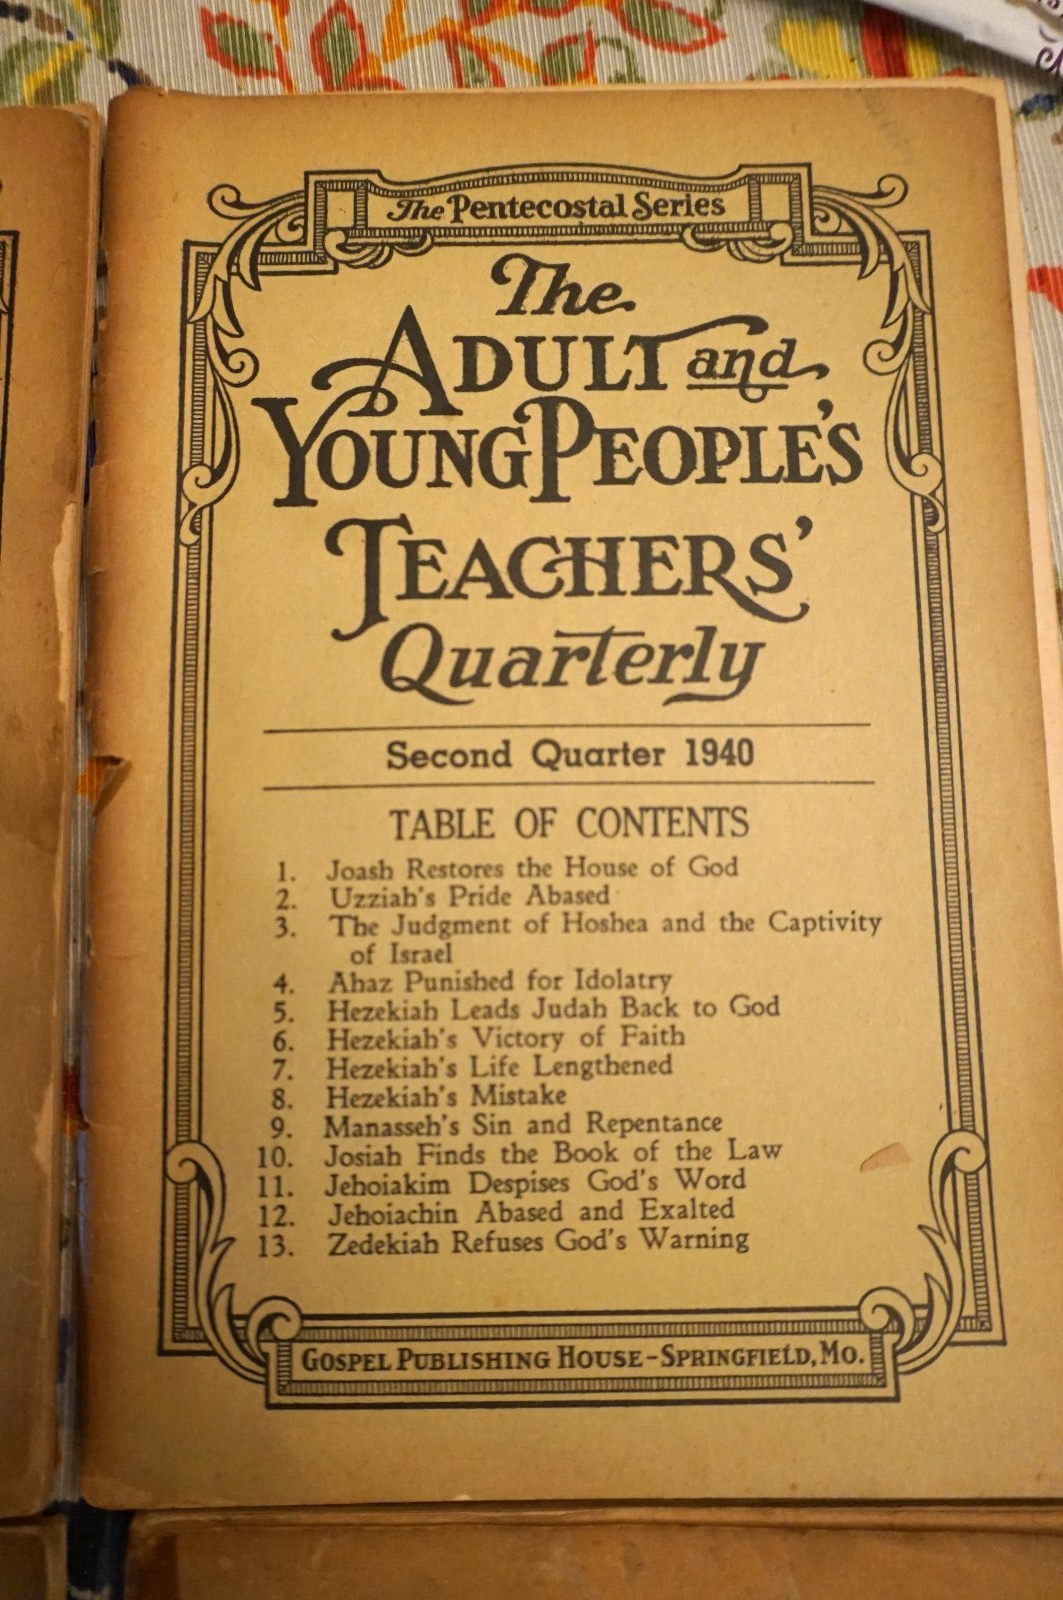 The Pentecostal Series
The
ADULT and
YOUNG PEOPLE'S
TEACHERS'
Quarterly
Second Quarter 1940
TABLE OF CONTENTS
1. Joash Restores the House of God
2. Uzziah's Pride Abased
3. The Judgment of Hoshea and the Captivity
of Israel
4. Ahaz Punished for Idolatry
5. Hezekiah Leads Judah Back to God
6. Hezekiah's Victory of Faith
7. Hezekiah's Life Lengthened
8. Hezekiah's Mistake
9. Manasseh's Sin and Repentance
10. Josiah Finds the Book of the Law
11. Jehoiakim Despises God's Word
12. Jehoiachin Abased and Exalted
13. Zedekiah Refuses God's Warning
GOSPEL PUBLISHING HOUSE-SPRINGFIELD, MO.